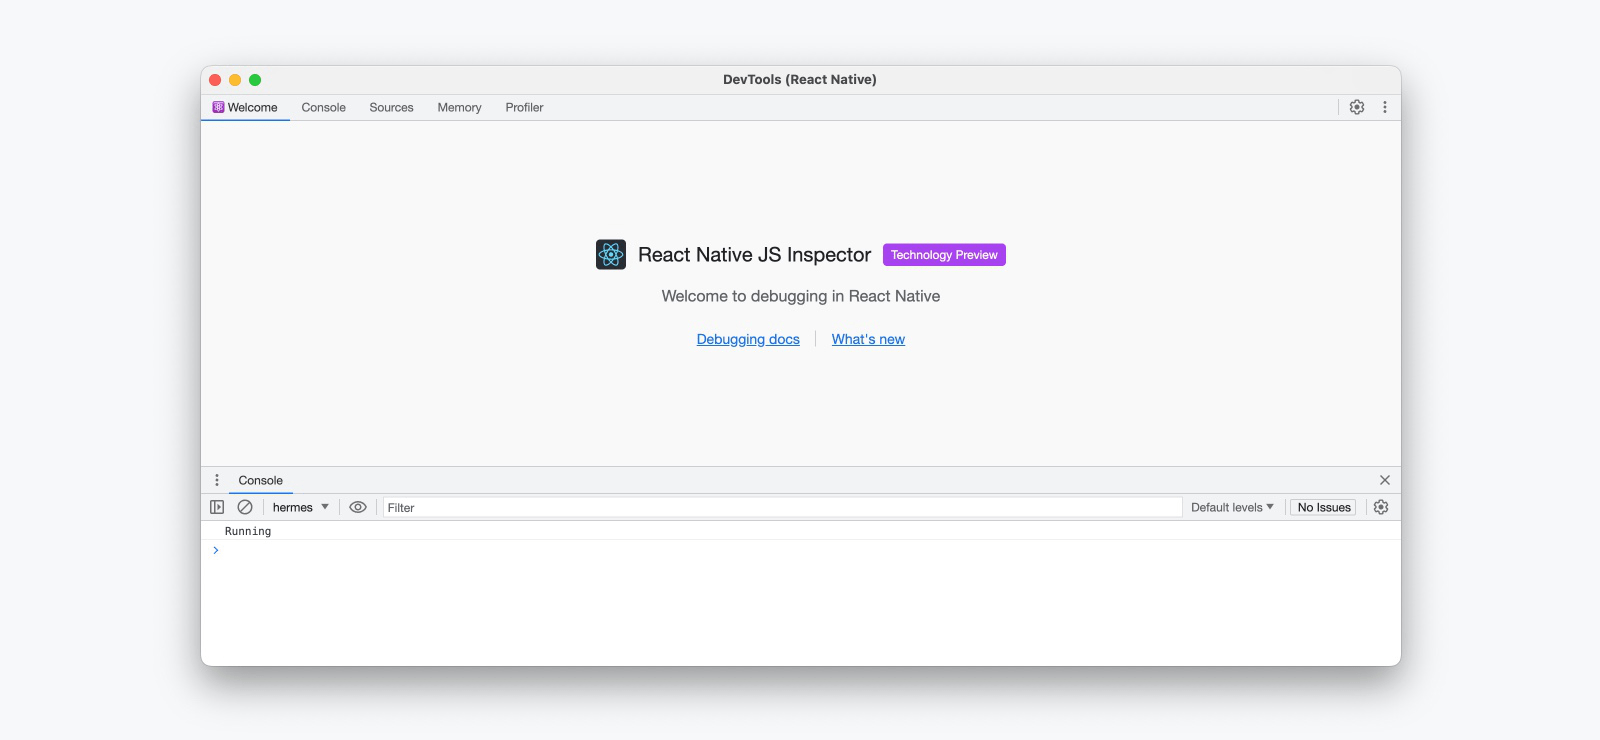 DevTools (React Native)
Welcome Console Sources Memory Profiler
React Native JS Inspector Technology Preview
Welcome to debugging in React Native
Debugging docs What's new
Console
hermes Filter Default levels No Issues
Running